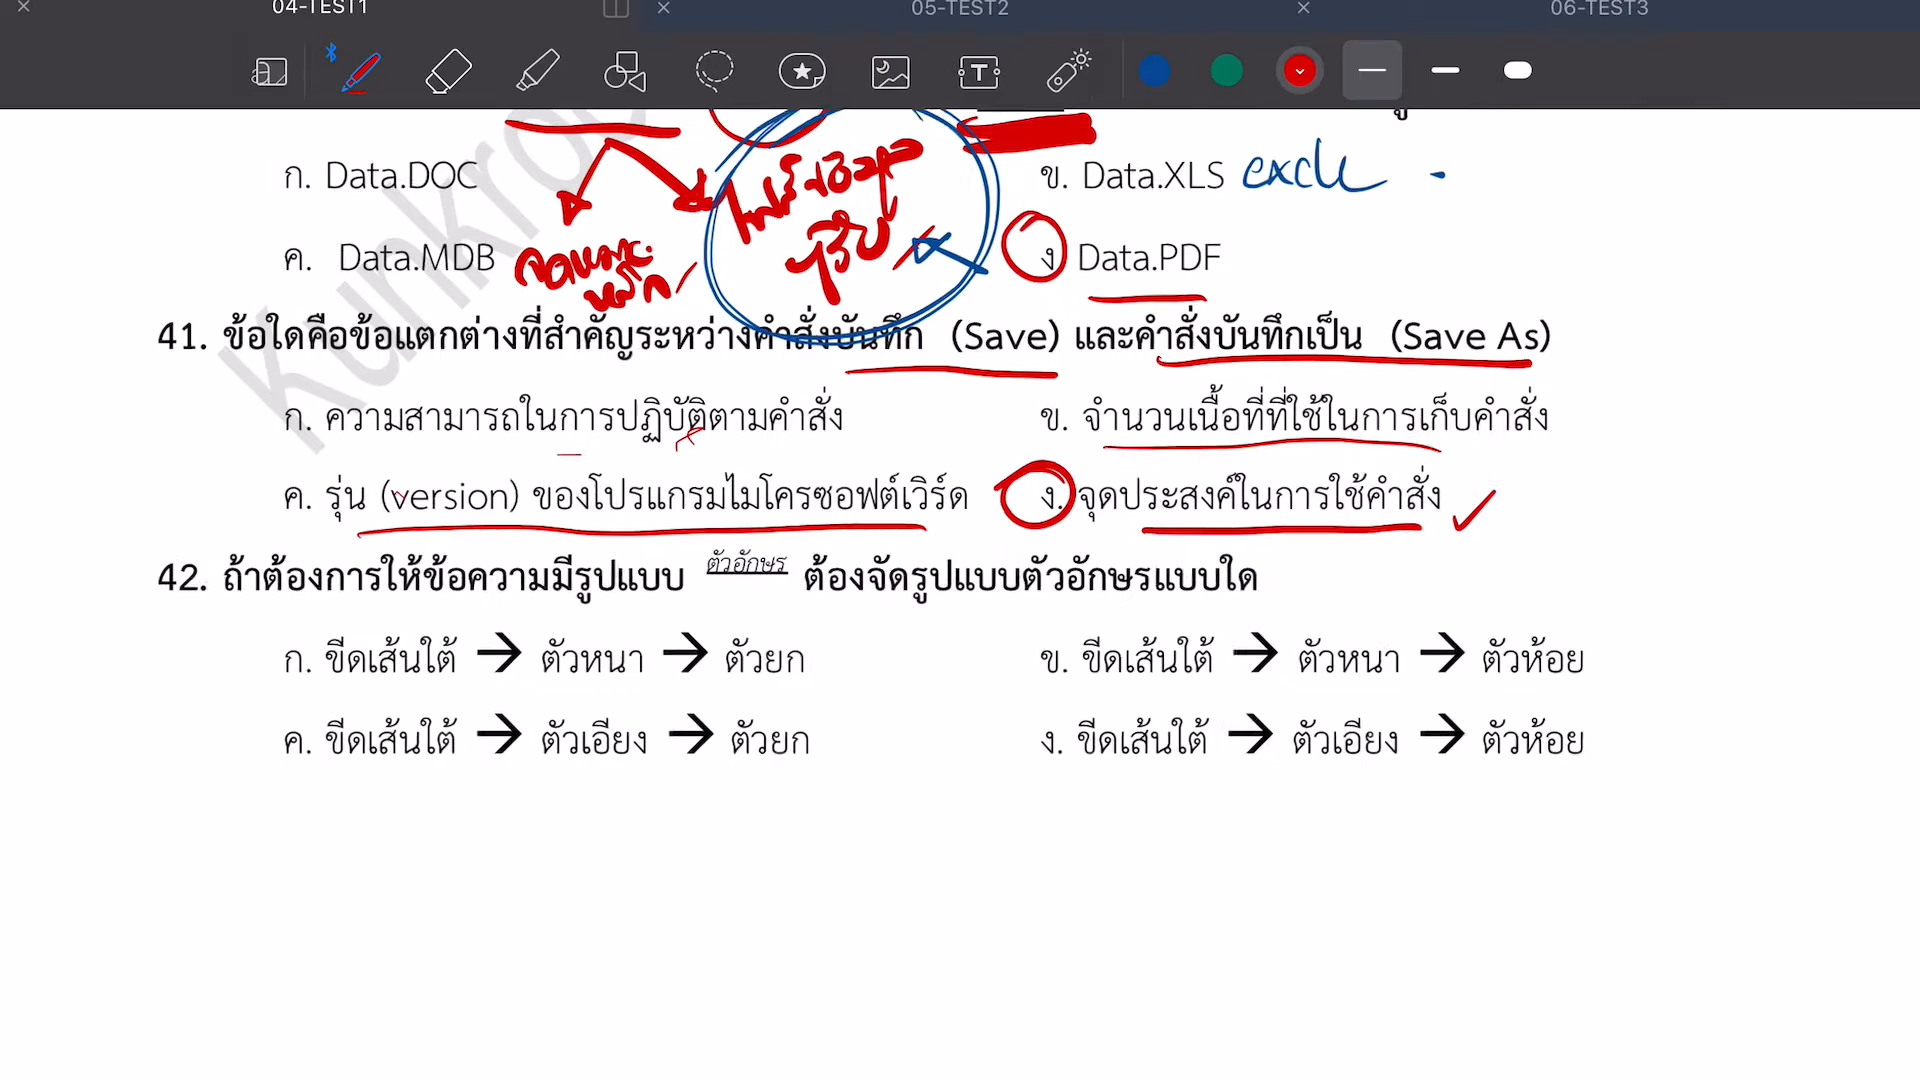 04-TEST1 05-TEST2 06-TEST3
ก. Data.DOC ข. Data.XLS
ค. Data.MDB ง Data.PDF
41. ข้อใดคือข้อแตกต่างที่สำคัญระหว่างคำสั่งบันทึก (Save) และคำสั่งบันทึกเป็น (Save As)
ก. ความสามารถในการปฏิบัติตามคำสั่ง ข. จำนวนเนื้อที่ที่ใช้ในการเก็บคำสั่ง
ค. รุ่น (version) ของโปรแกรมไมโครซอฟต์เวิร์ด ง. จุดประสงค์ในการใช้คำสั่ง
42. ถ้าต้องการให้ข้อความมีรูปแบบ ตัวอักษร ต้องจัดรูปแบบตัวอักษรแบบใด
ก. ขีดเส้นใต้ → ตัวหนา → ตัวยก ข. ขีดเส้นใต้ → ตัวหนา → ตัวห้อย
ค. ขีดเส้นใต้ → ตัวเอียง → ตัวยก ง. ขีดเส้นใต้ → ตัวเอียง → ตัวห้อย